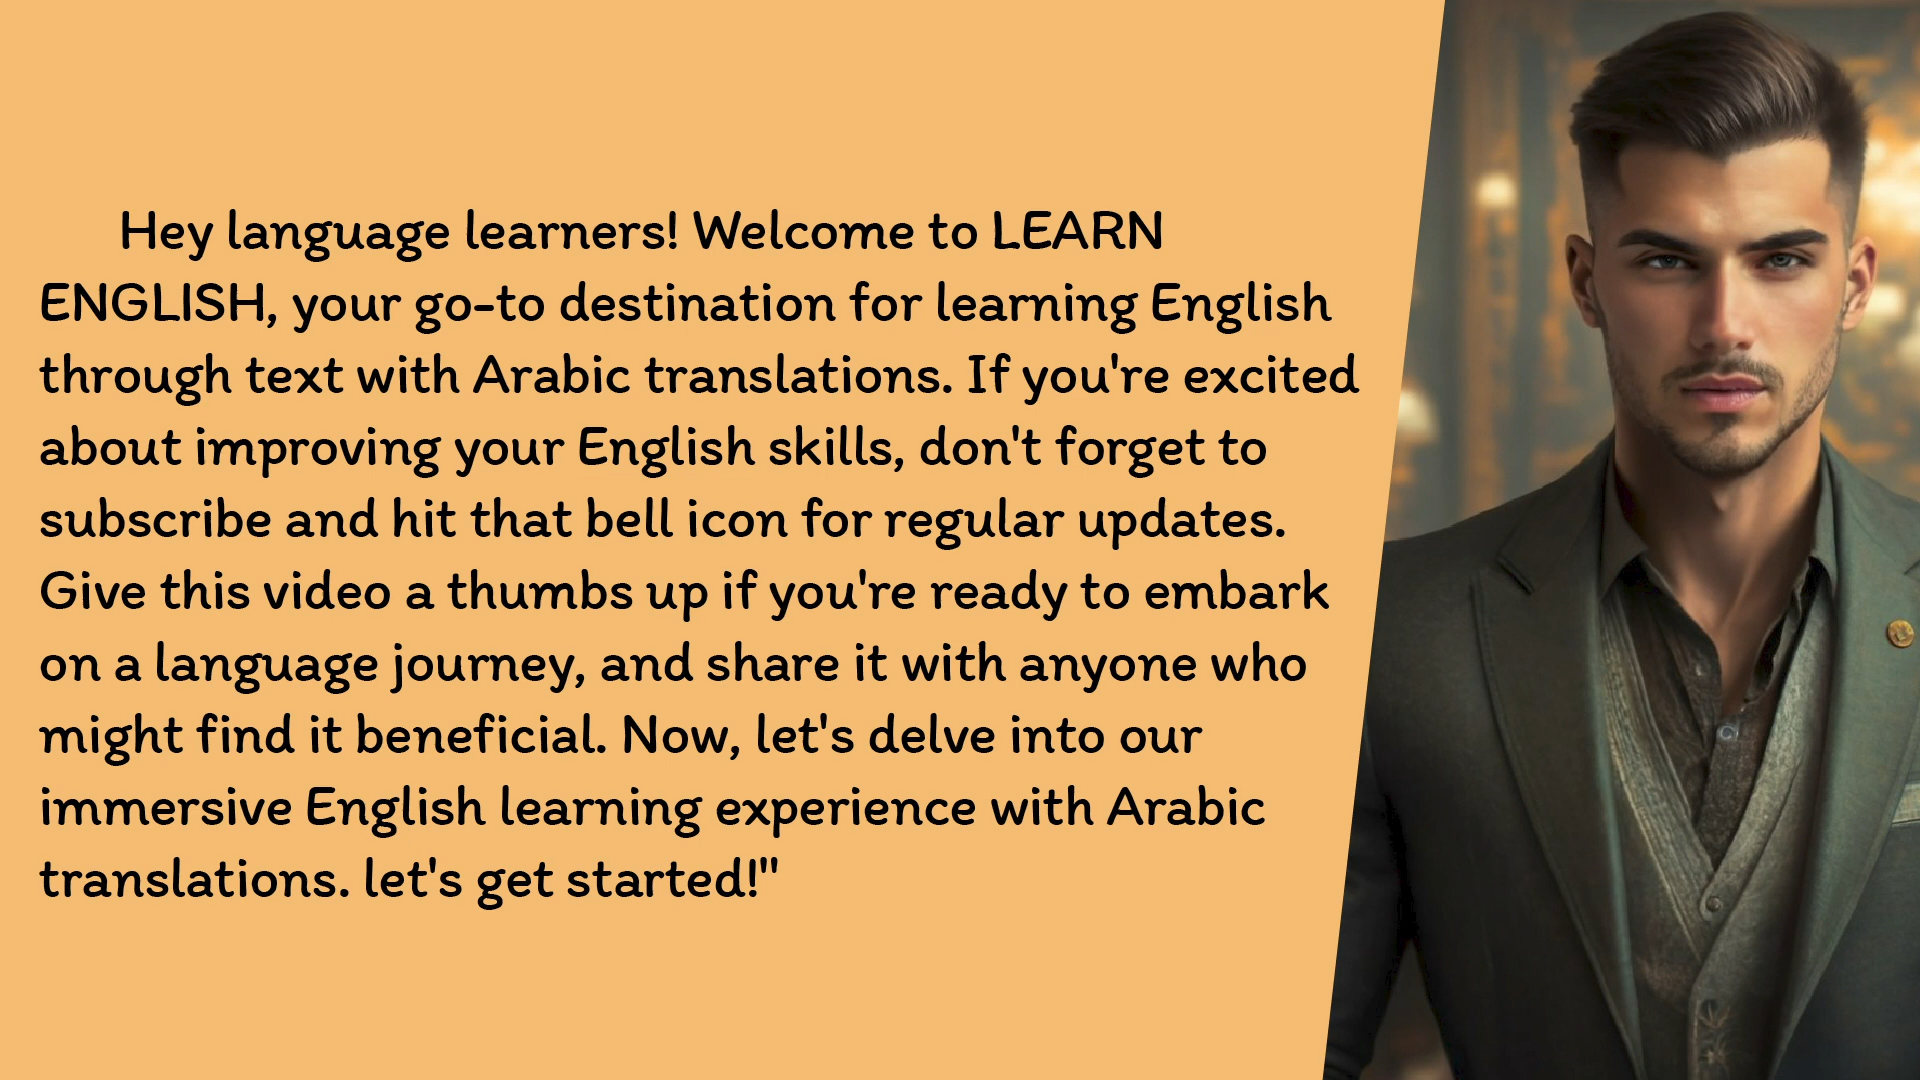 Hey language learners! Welcome to LEARN
ENGLISH, your go-to destination for learning English
through text with Arabic translations. If you're excited
about improving your English skills, don't forget to
subscribe and hit that bell icon for regular updates.
Give this video a thumbs up if you're ready to embark
on a language journey, and share it with anyone who
might find it beneficial. Now, let's delve into our
immersive English learning experience with Arabic
translations. let's get started!"